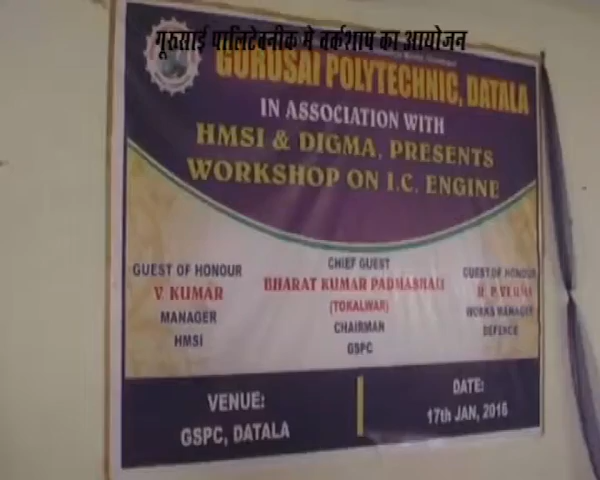 गूरूसाई पालिटेक्नीक मे वर्कशाप का आयोजन
GURUSAI POLYTECHNIC, DATALA
IN ASSOCIATION WITH
HMSI & DIGMA, PRESENTS
WORKSHOP ON I.C. ENGINE
GUEST OF HONOUR
V. KUMAR
MANAGER
HMSI
CHIEF GUEST
BHARAT KUMAR PADMASHALI
(TOKALWAR)
CHAIRMAN
GSPC
GUEST OF HONOUR
R. P. VERMA
WORKS MANAGER
DEFENCE
VENUE:
GSPC, DATALA
DATE:
17th JAN, 2016